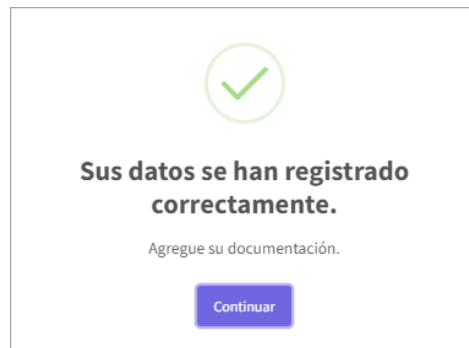 Sus datos se han registrado
correctamente.
Agregue su documentación.
Continuar